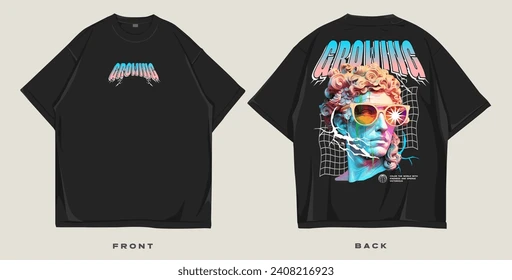 GROWING
GROWING
FRONT
BACK
shutterstock.com · 2408216923